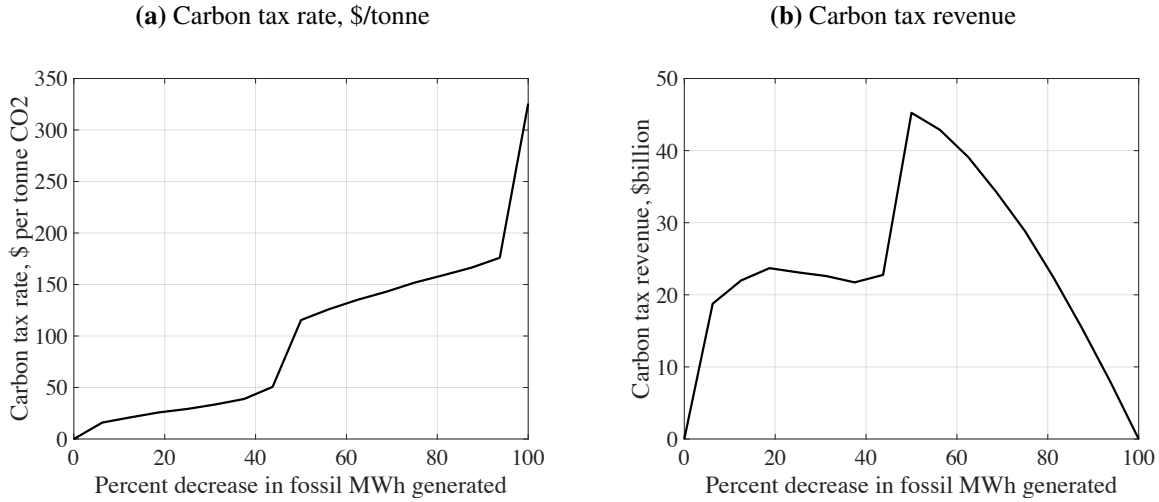 (a) Carbon tax rate, $/tonne
350
300
250
200
150
100
50
0
Carbon tax rate, $ per tonne CO2
0 20 40 60 80 100
Percent decrease in fossil MWh generated
(b) Carbon tax revenue
50
40
30
20
10
0
Carbon tax revenue, $billion
0 20 40 60 80 100
Percent decrease in fossil MWh generated